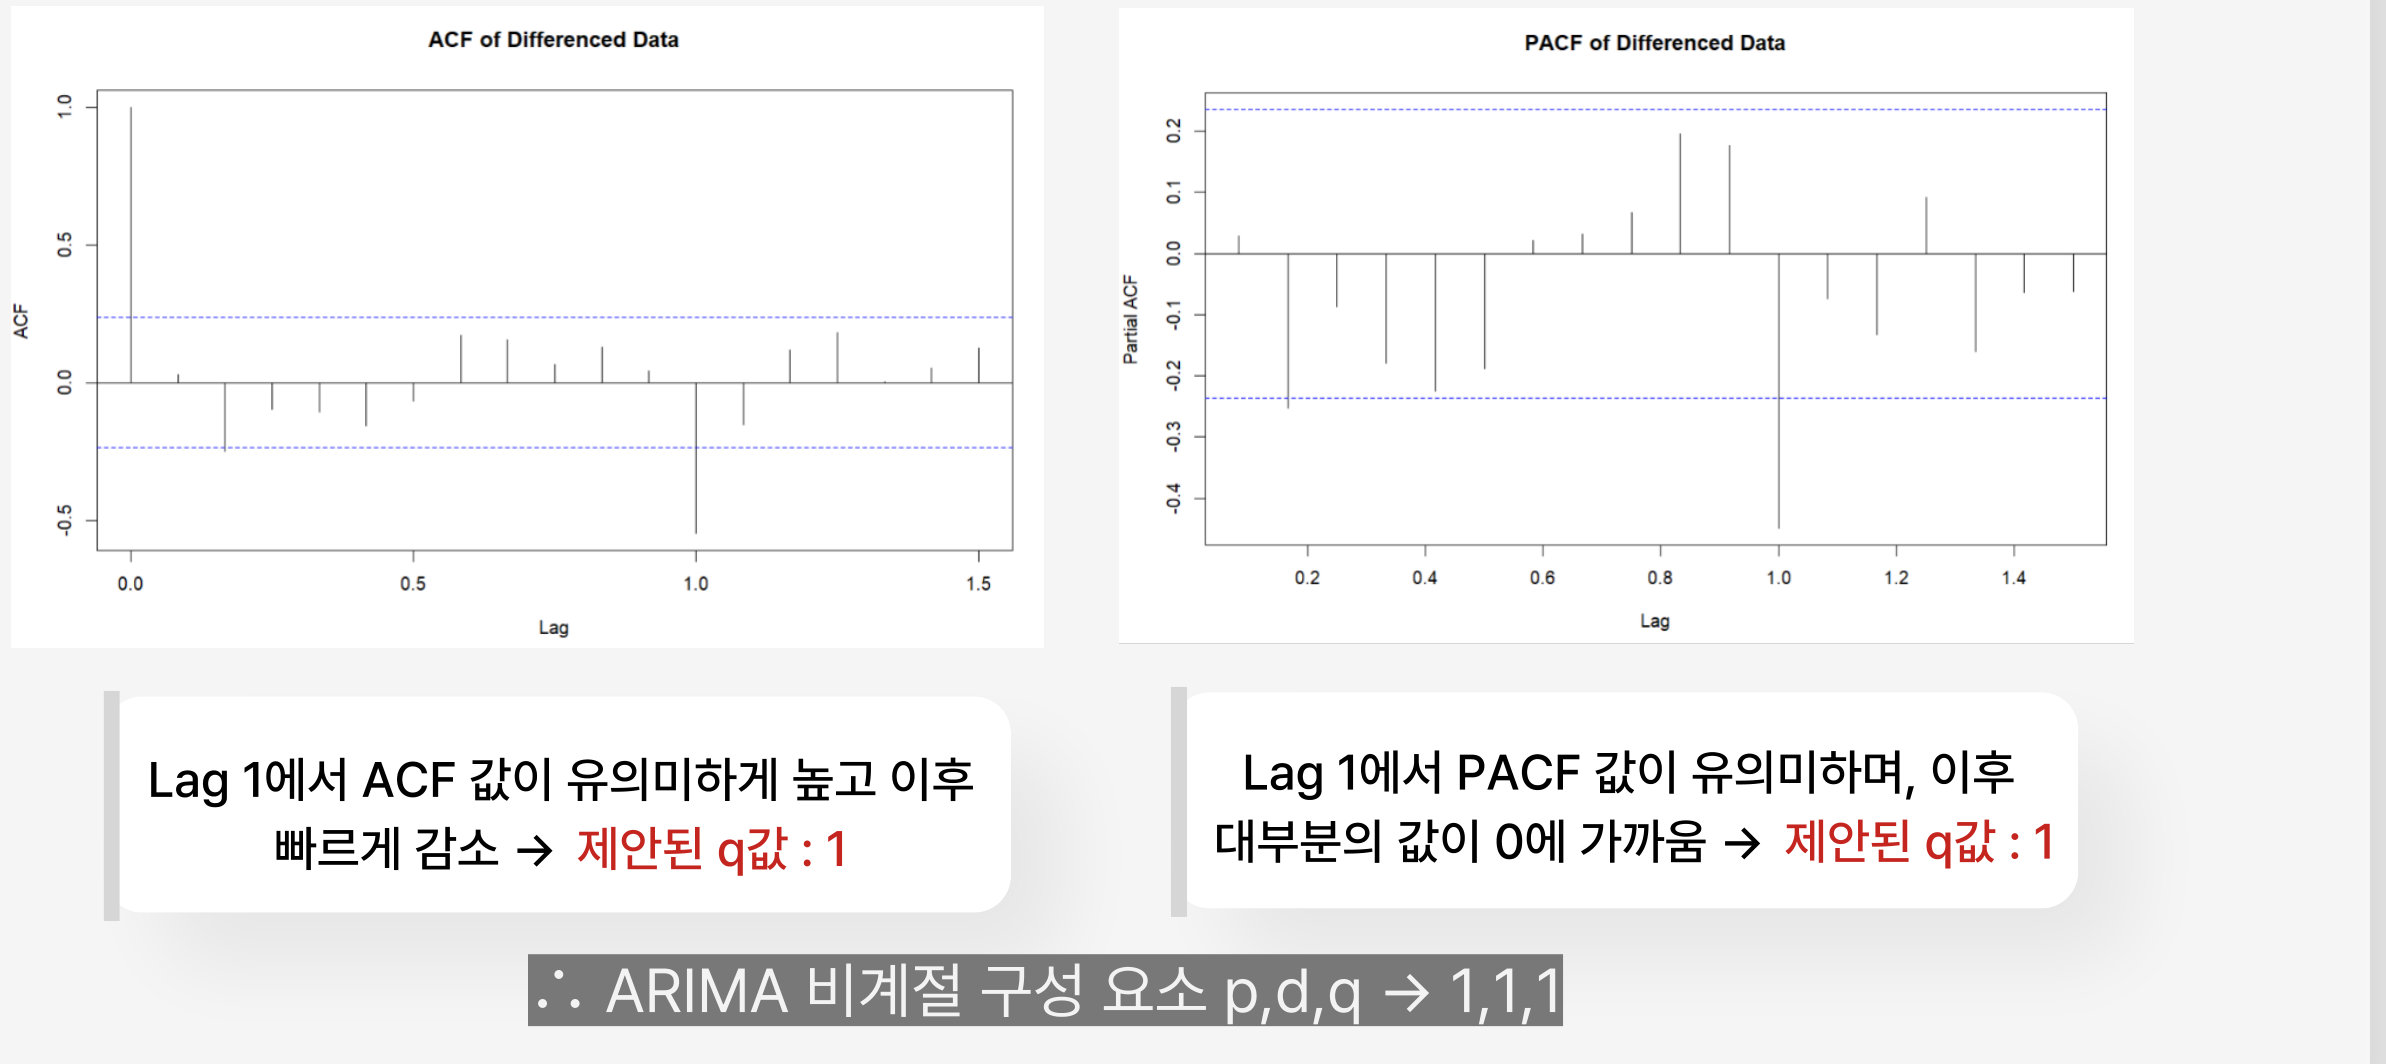 ACF of Differenced Data
1.0
0.5
0.0
-0.5
ACF
0.0
0.5
1.0
1.5
Lag
PACF of Differenced Data
0.2
0.1
0.0
-0.1
-0.2
-0.3
-0.4
Partial ACF
0.2
0.4
0.6
0.8
1.0
1.2
1.4
Lag
Lag 1에서 ACF 값이 유의미하게 높고 이후
빠르게 감소 → 제안된 q값 : 1
Lag 1에서 PACF 값이 유의미하며, 이후
대부분의 값이 0에 가까움 → 제안된 q값 : 1
∴ ARIMA 비계절 구성 요소 p,d,q → 1,1,1